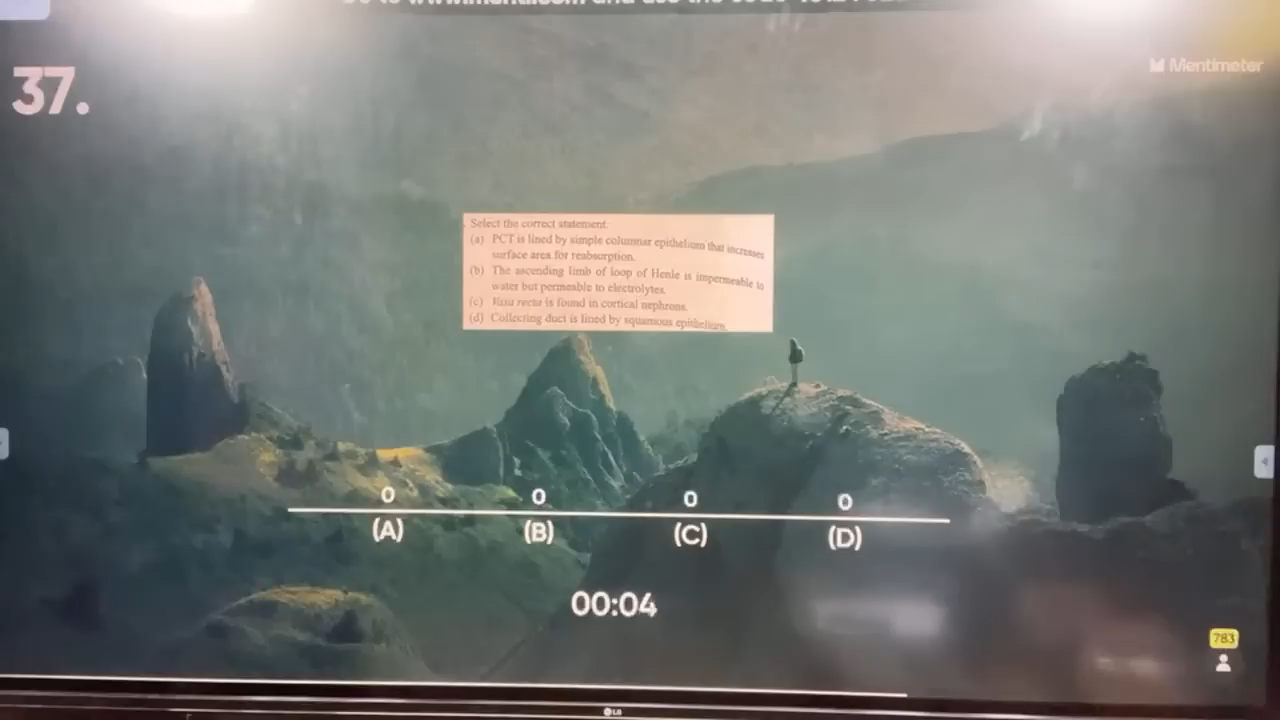 37.
Mentimeter
Select the correct statement.
(a) PCT is lined by simple columnar epithelium that increases
surface area for reabsorption.
(b) The ascending limb of loop of Henle is impermeable to
water but permeable to electrolytes.
(c) Vasa recta is found in cortical nephrons.
(d) Collecting duct is lined by squamous epithelium.
0 0 0 0
(A) (B) (C) (D)
00:04
783
LG